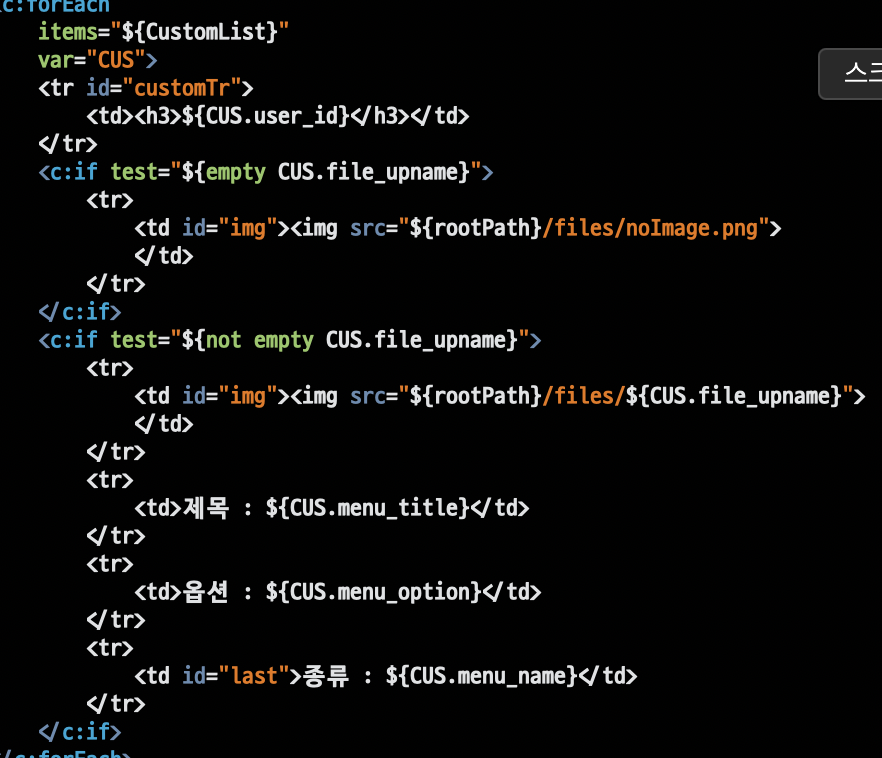 <c:forEach
items="${CustomList}"
var="CUS">
<tr id="customTr">
<td><h3>${CUS.user_id}</h3></td>
</tr>
<c:if test="${empty CUS.file_upname}">
<tr>
<td id="img"><img src="${rootPath}/files/noImage.png">
</td>
</tr>
</c:if>
<c:if test="${not empty CUS.file_upname}">
<tr>
<td id="img"><img src="${rootPath}/files/${CUS.file_upname}">
</td>
</tr>
<tr>
<td>제목 : ${CUS.menu_title}</td>
</tr>
<tr>
<td>옵션 : ${CUS.menu_option}</td>
</tr>
<tr>
<td id="last">종류 : ${CUS.menu_name}</td>
</tr>
</c:if>
</c:forEach>